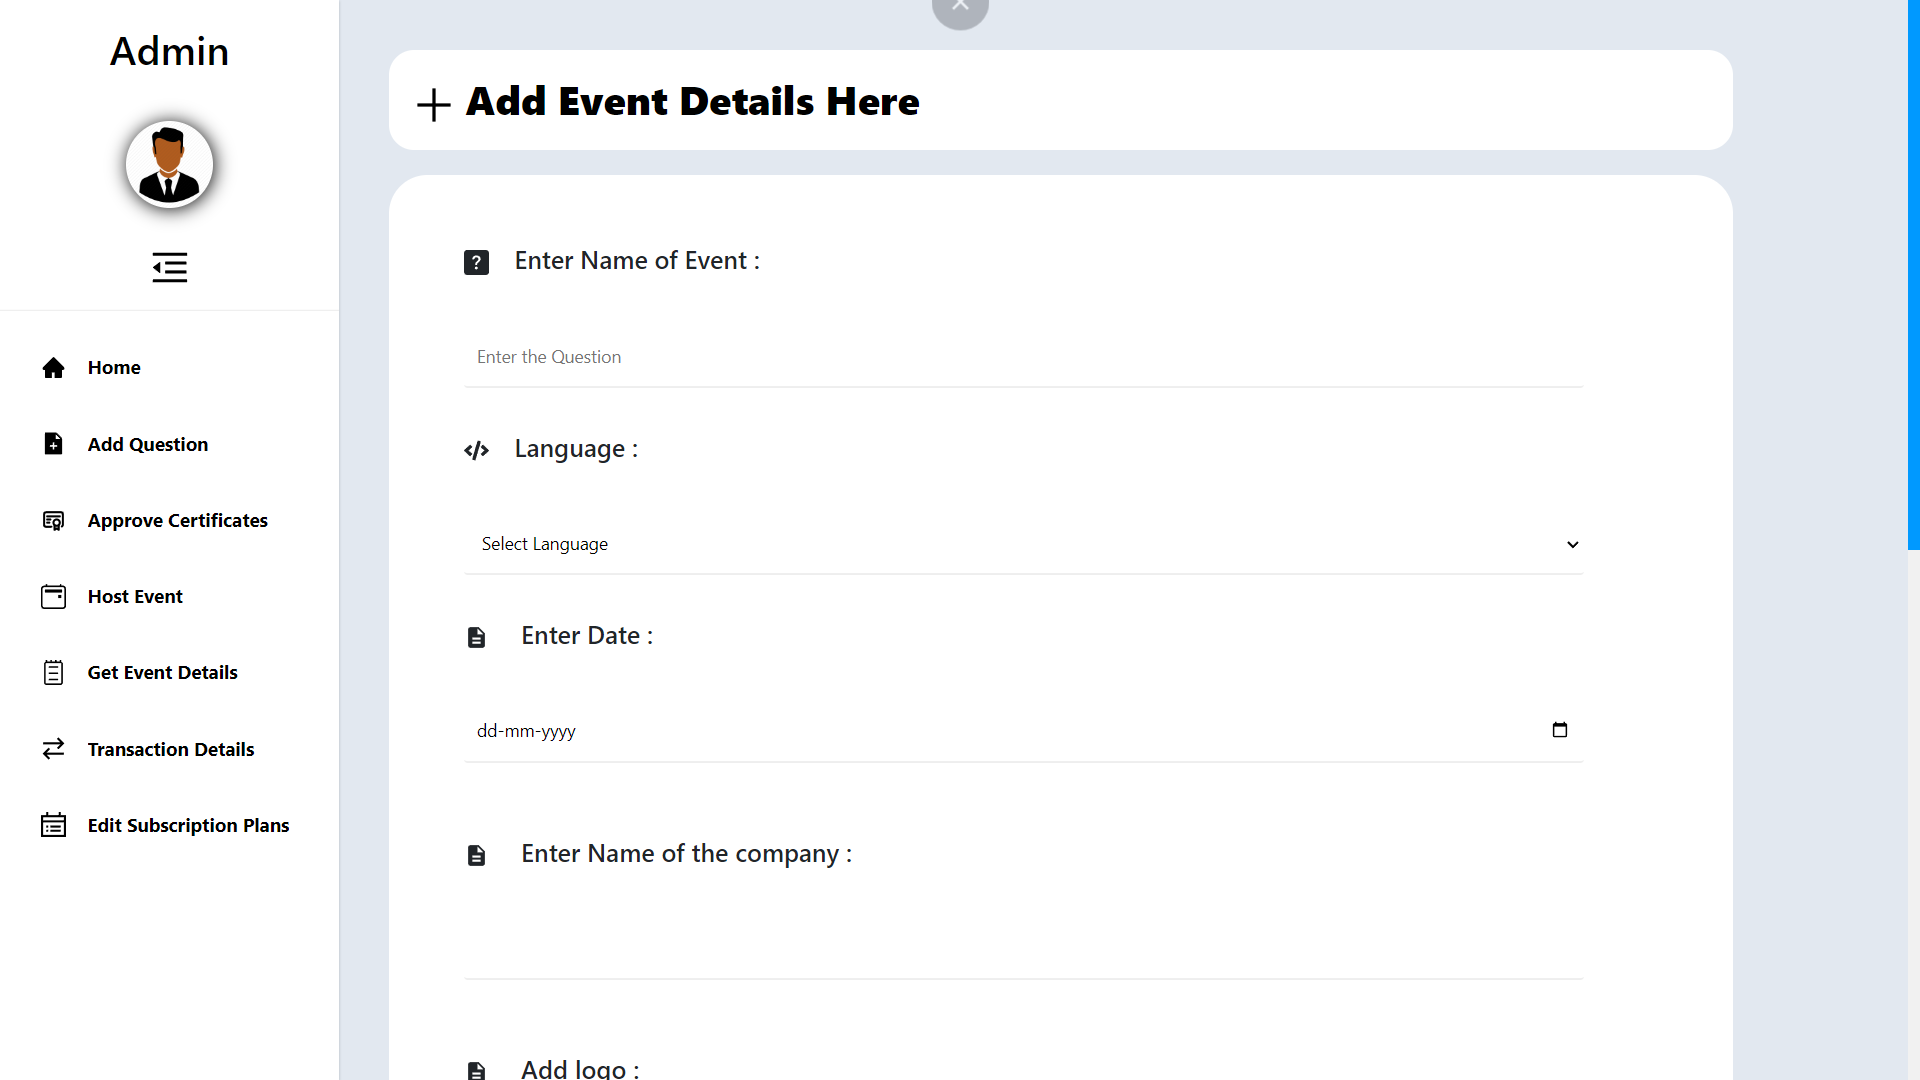 Admin
Home
Add Question
Approve Certificates
Host Event
Get Event Details
Transaction Details
Edit Subscription Plans
Add Event Details Here
Enter Name of Event :
Enter the Question
Language :
Select Language
Enter Date :
dd-mm-yyyy
Enter Name of the company :
Add logo :